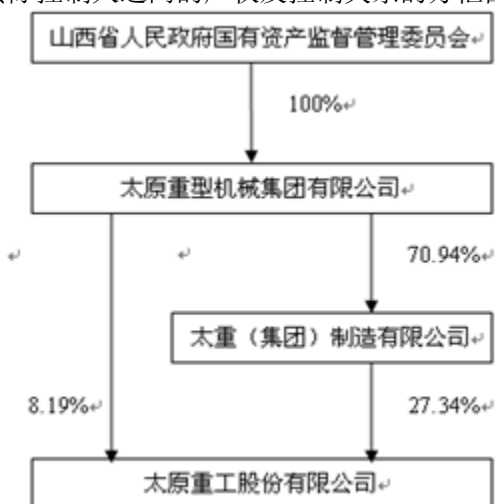 山西省人民政府国有资产监督管理委员会
100%
太原重型机械集团有限公司
70.94%
太重（集团）制造有限公司
8.19%
27.34%
太原重工股份有限公司